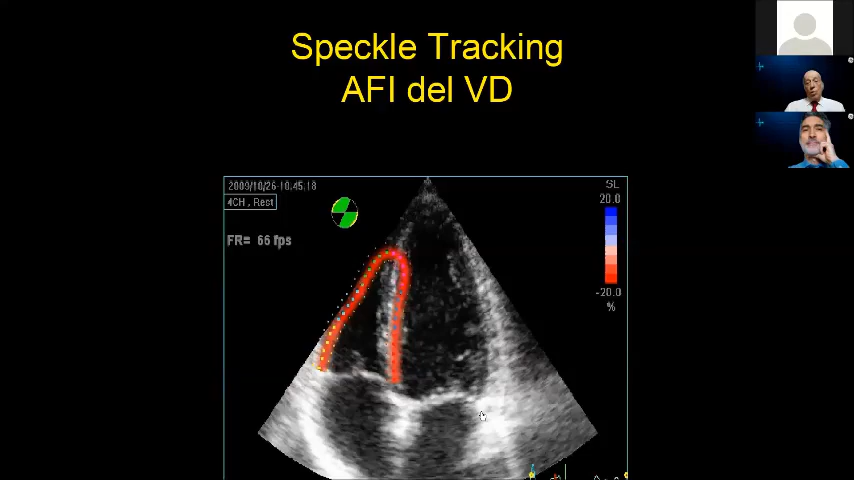 Speckle Tracking
AFI del VD
2009/10/26-10:45:18
4CH, Rest
FR= 66 fps
SL
20.0
-20.0
%